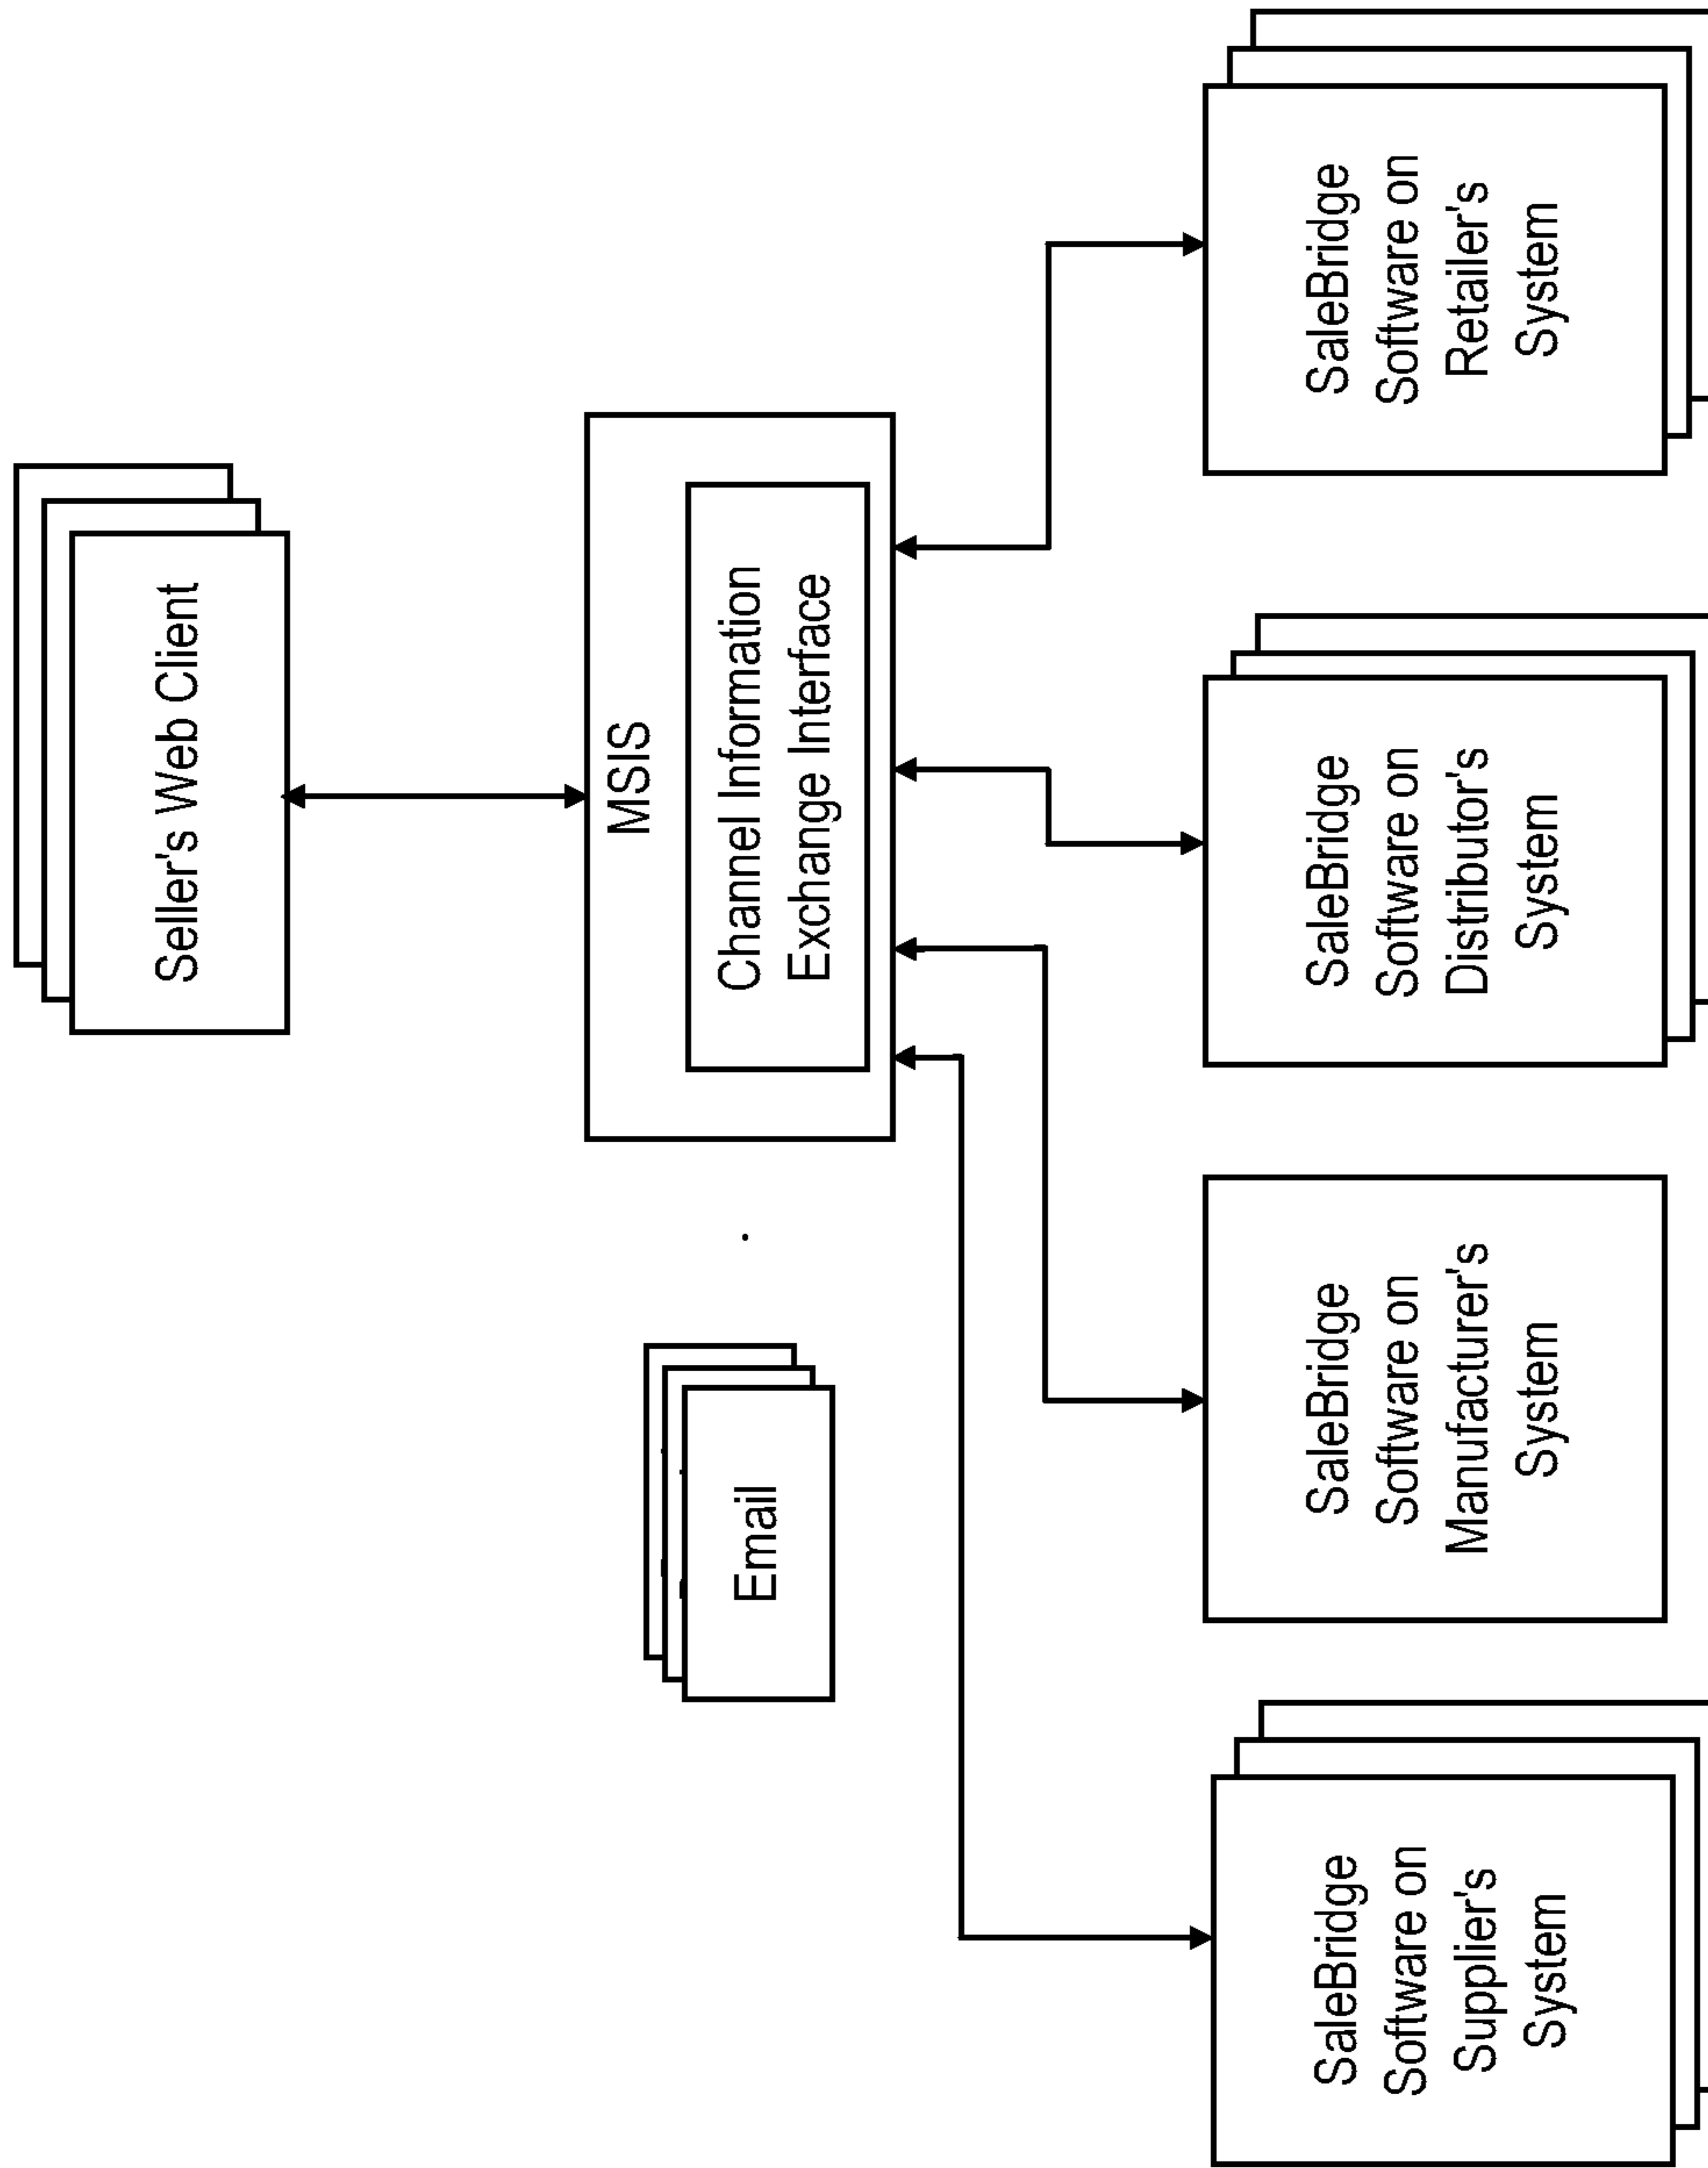 Seller's Web Client
MSIS
Channel Information
Exchange Interface
Email
SaleBridge
Software on
Supplier's
System
SaleBridge
Software on
Manufacturer's
System
SaleBridge
Software on
Distributor's
System
SaleBridge
Software on
Retailer's
System